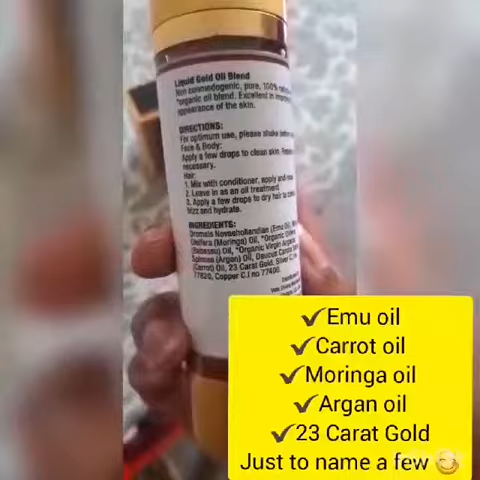 Liquid Gold Oil Blend
Non comedogenic, pure, 100%
*organic oil blend. Excellent in
appearance of the skin.
DIRECTIONS:
For optimum use, please shake before
Face & Body:
Apply a few drops to clean skin.
necessary.
Hair:
1. Mix with conditioner, apply and
2. Leave in as an oil treatment
3. Apply a few drops to dry hair to
frizz and hydrate.
INGREDIENTS:
(Emu Oil),
(Moringa) Oil, *Organic
Oil, *Organic Virgin Argania
Spinosa (Argan) Oil, Daucus Carota
(Carrot) Oil, 23 Carat Gold, Silver C.I no
77820, Copper C.I no 77400.
✓Emu oil
✓Carrot oil
✓Moringa oil
✓Argan oil
✓23 Carat Gold
Just to name a few 😊